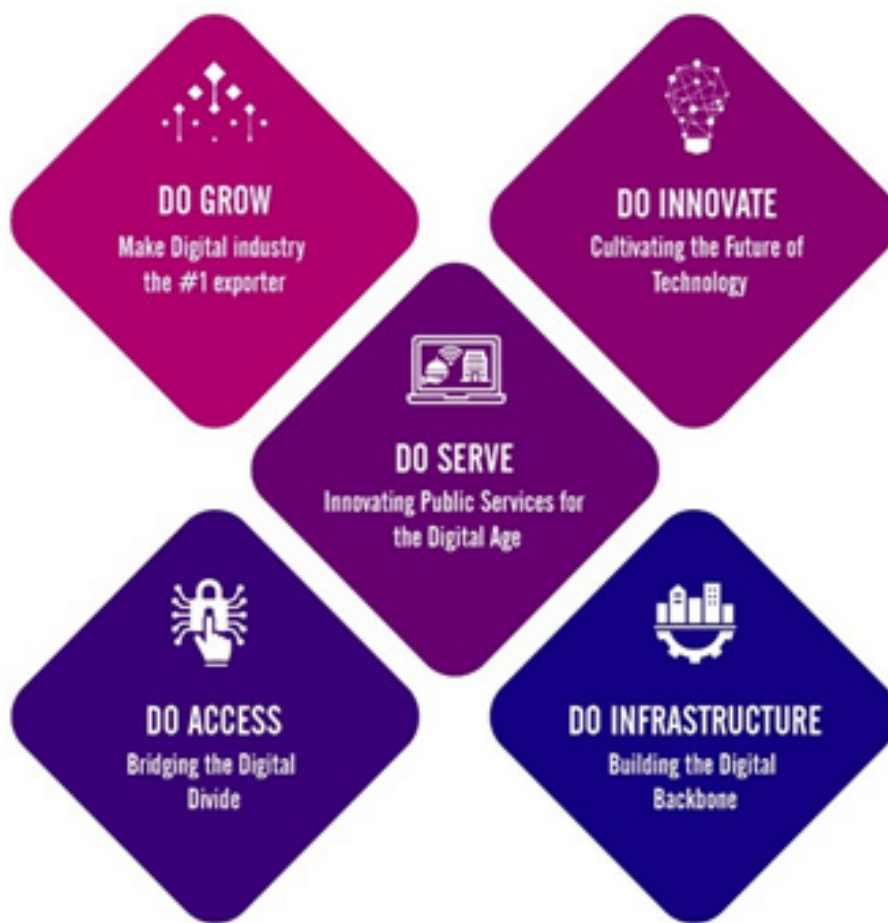 DO GROW
Make Digital industry
the #1 exporter
DO INNOVATE
Cultivating the Future of
Technology
DO SERVE
Innovating Public Services for
the Digital Age
DO ACCESS
Bridging the Digital
Divide
DO INFRASTRUCTURE
Building the Digital
Backbone